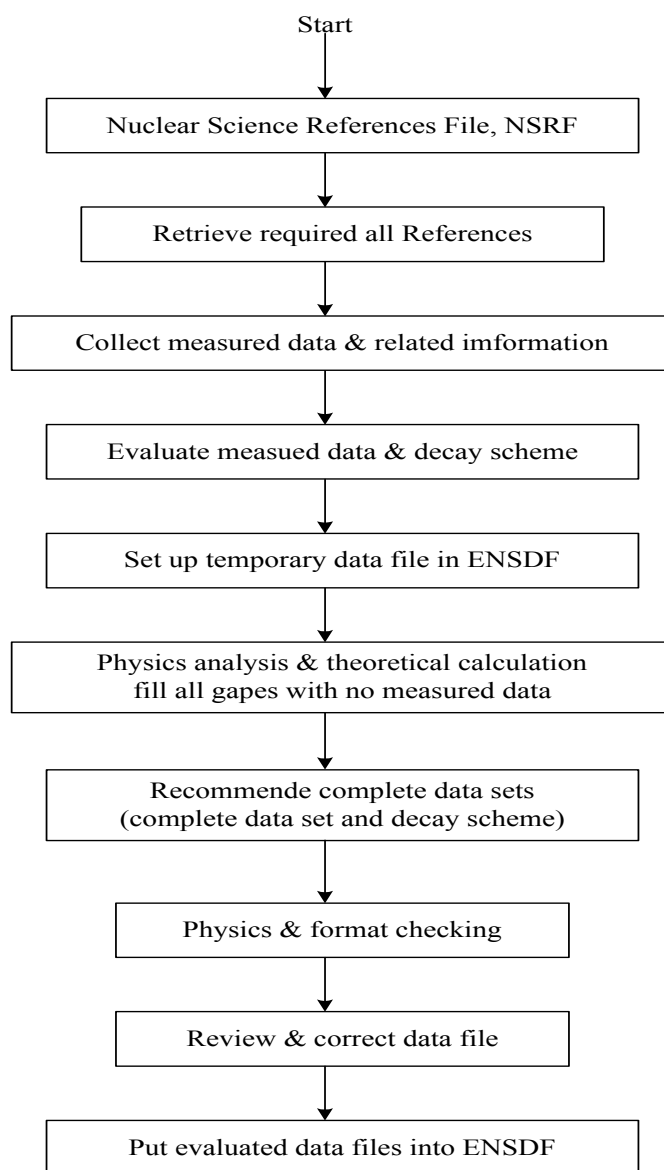 Start
Nuclear Science References File, NSRF
Retrieve required all References
Collect measured data & related imformation
Evaluate measued data & decay scheme
Set up temporary data file in ENSDF
Physics analysis & theoretical calculation
fill all gapes with no measured data
Recommende complete data sets
(complete data set and decay scheme)
Physics & format checking
Review & correct data file
Put evaluated data files into ENSDF